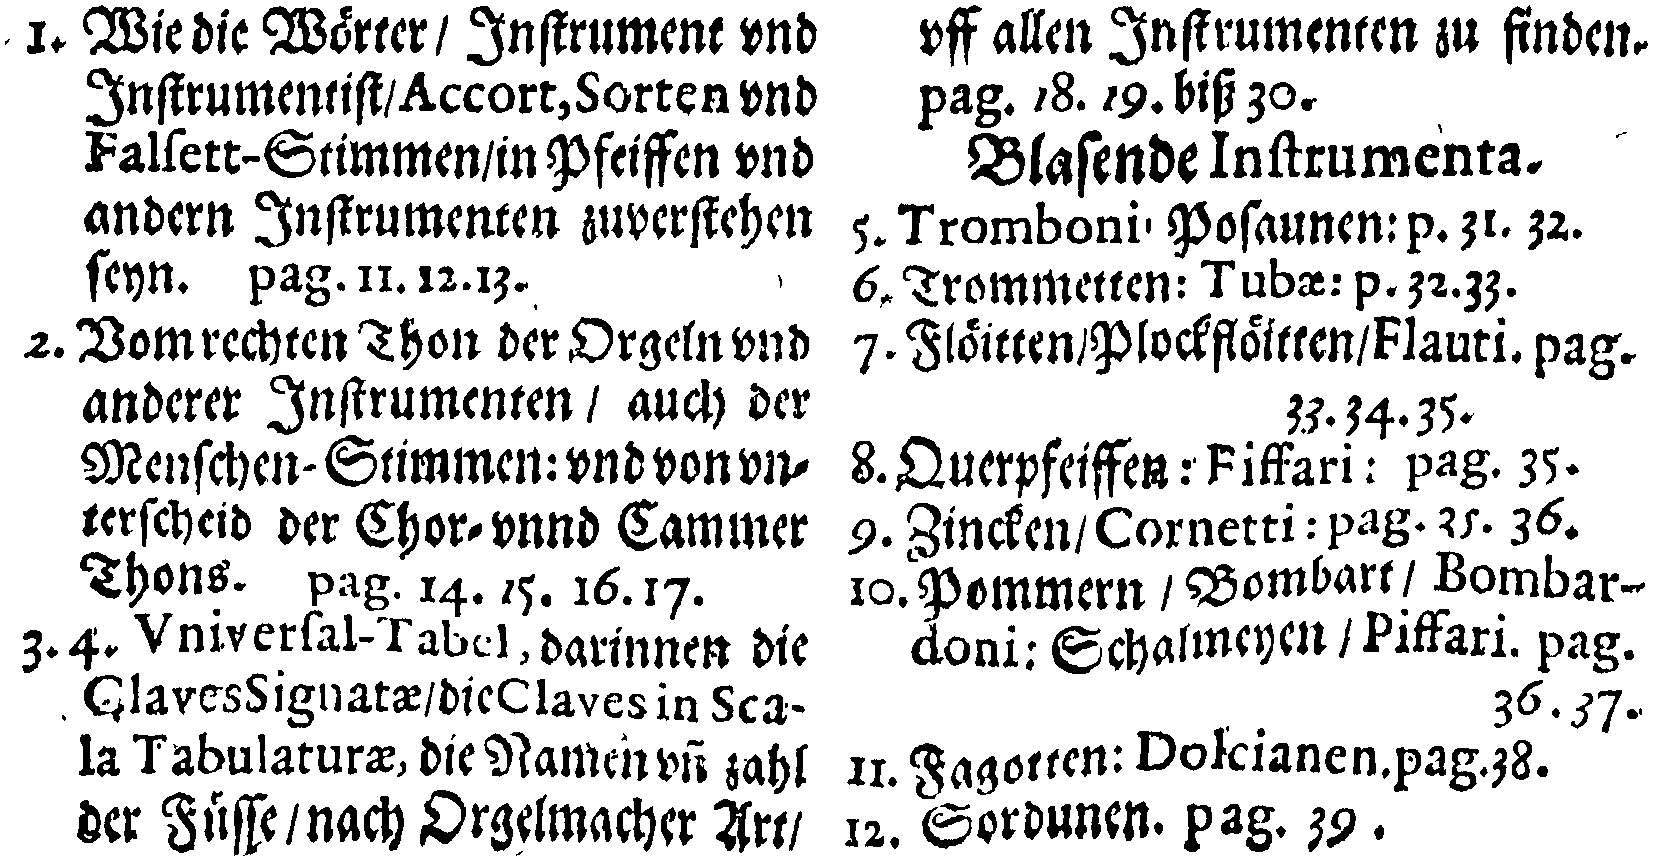 1. Wie die Wörter/ Inſtrument vnd
Inſtrumentiſt/Accort, Sorten vnd
Falſett-Stimmen/in Pfeiffen vnd
andern Inſtrumenten zuverſtehen
ſeyn. pag. 11. 12. 13.
2. Vom rechten Thon der Orgeln vnd
anderer Inſtrumenten / auch der
Menſchen-Stimmen: vnd von vn-
terſcheid der Chor- vnnd Cammer
Thons. pag. 14. 15. 16. 17.
3. 4. Vniverſal-Tabel, darinnen die
Claves Signatæ/die Claves in Sca-
la Tabulaturæ, die Namen vñ zahl
der Füſſe/nach Orgelmacher Art/
vff allen Inſtrumenten zu finden.
pag. 18. 19. biß 30.
Blaſende Inſtrumenta.
5. Tromboni, Poſaunen: p. 31. 32.
6. Trommetten: Tubæ: p. 32. 33.
7. Flöitten/Plockflöitten/Flauti. pag.
33. 34. 35.
8. Querpfeiffen: Fiffari: pag. 35.
9. Zincken/Cornetti: pag. 35. 36.
10. Pommern / Bombart/ Bombar-
doni: Schalmeyen / Piffari. pag.
36. 37.
11. Fagotten: Dolcianen. pag. 38.
12. Sordunen. pag. 39.